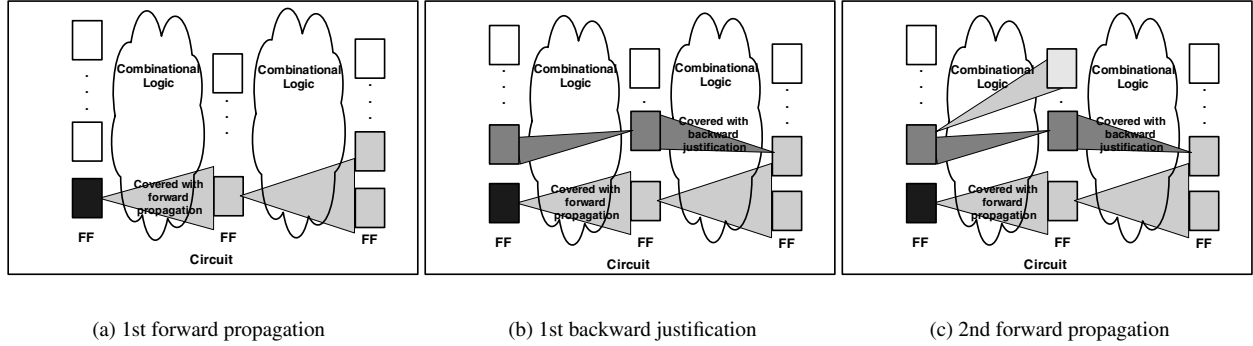 Combinational
Logic
Combinational
Logic
Covered with
forward
propagation
FF
FF
FF
Circuit
(a) 1st forward propagation
Combinational
Logic
Combinational
Logic
Covered with
backward
justification
Covered with
forward
propagation
FF
FF
FF
Circuit
(b) 1st backward justification
Combinational
Logic
Combinational
Logic
Covered with
backward
justification
Covered with
forward
propagation
FF
FF
FF
Circuit
(c) 2nd forward propagation